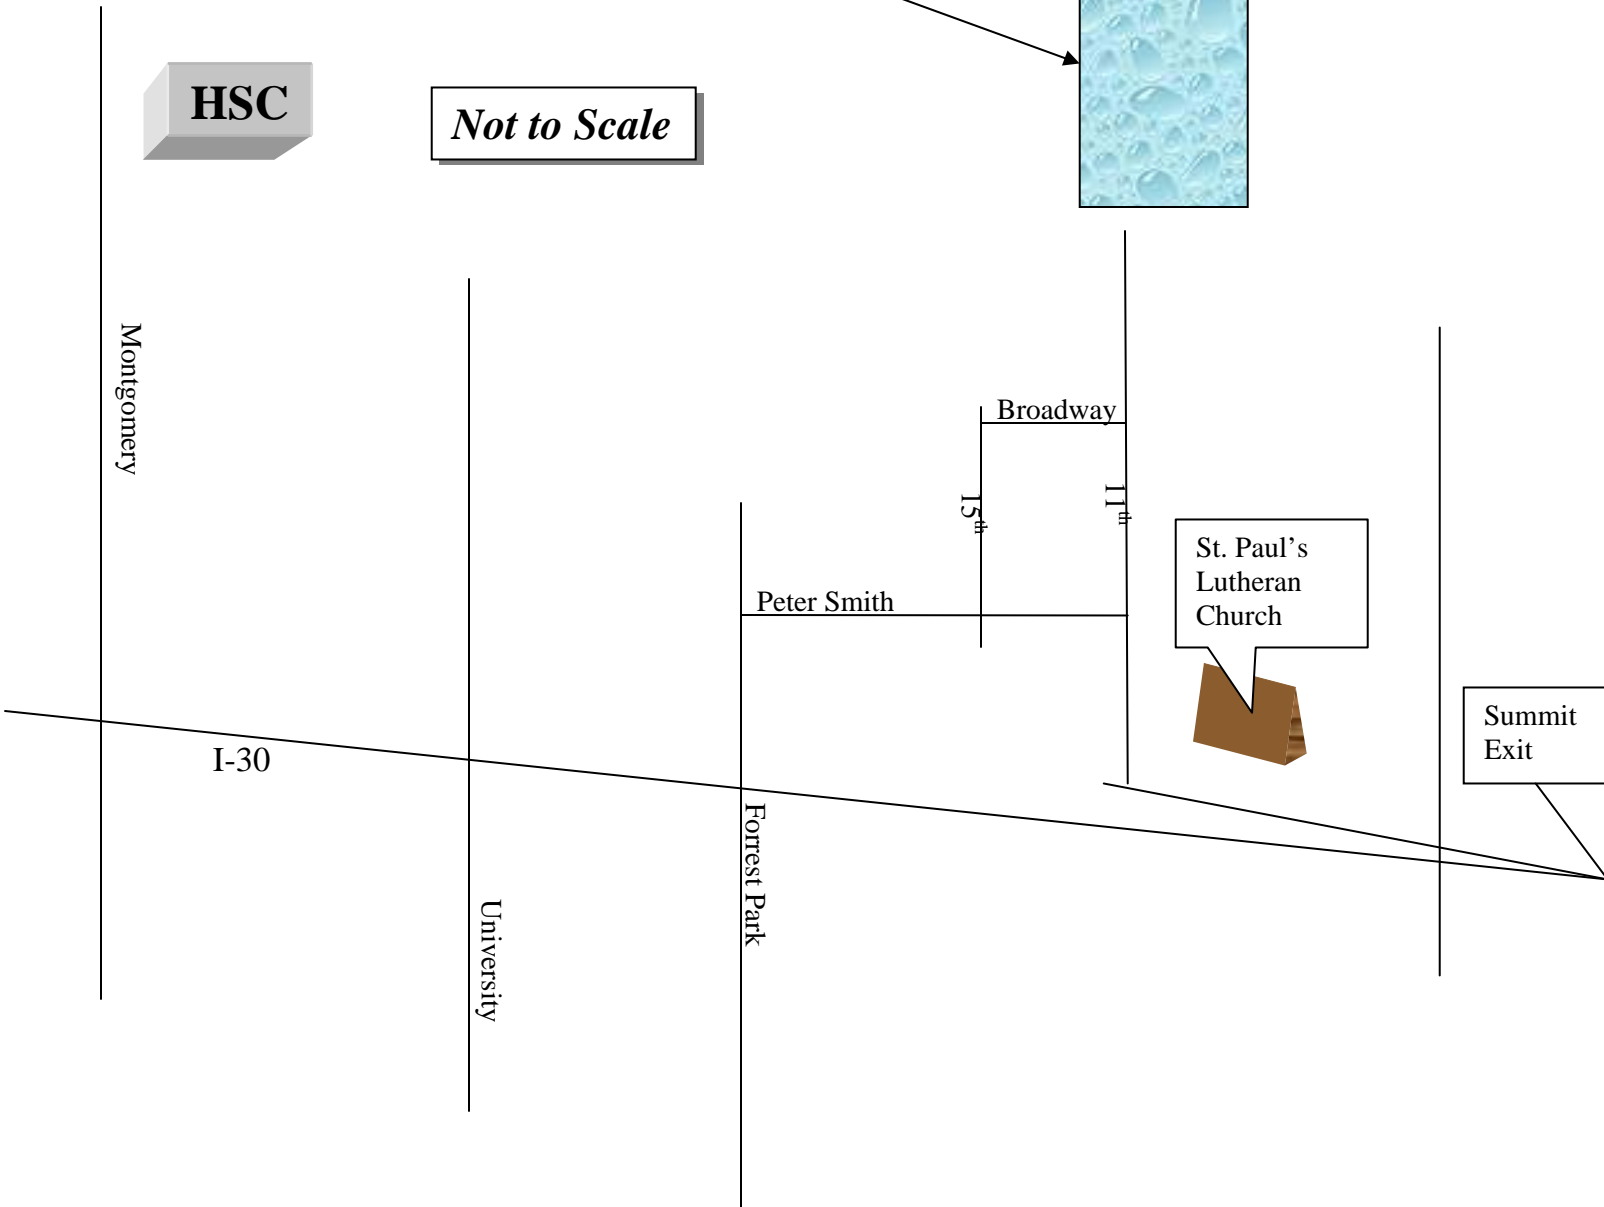 HSC
Not to Scale
Montgomery
Broadway
15th
11th
St. Paul’s
Lutheran
Church
Peter Smith
Summit
Exit
I-30
Forrest Park
University